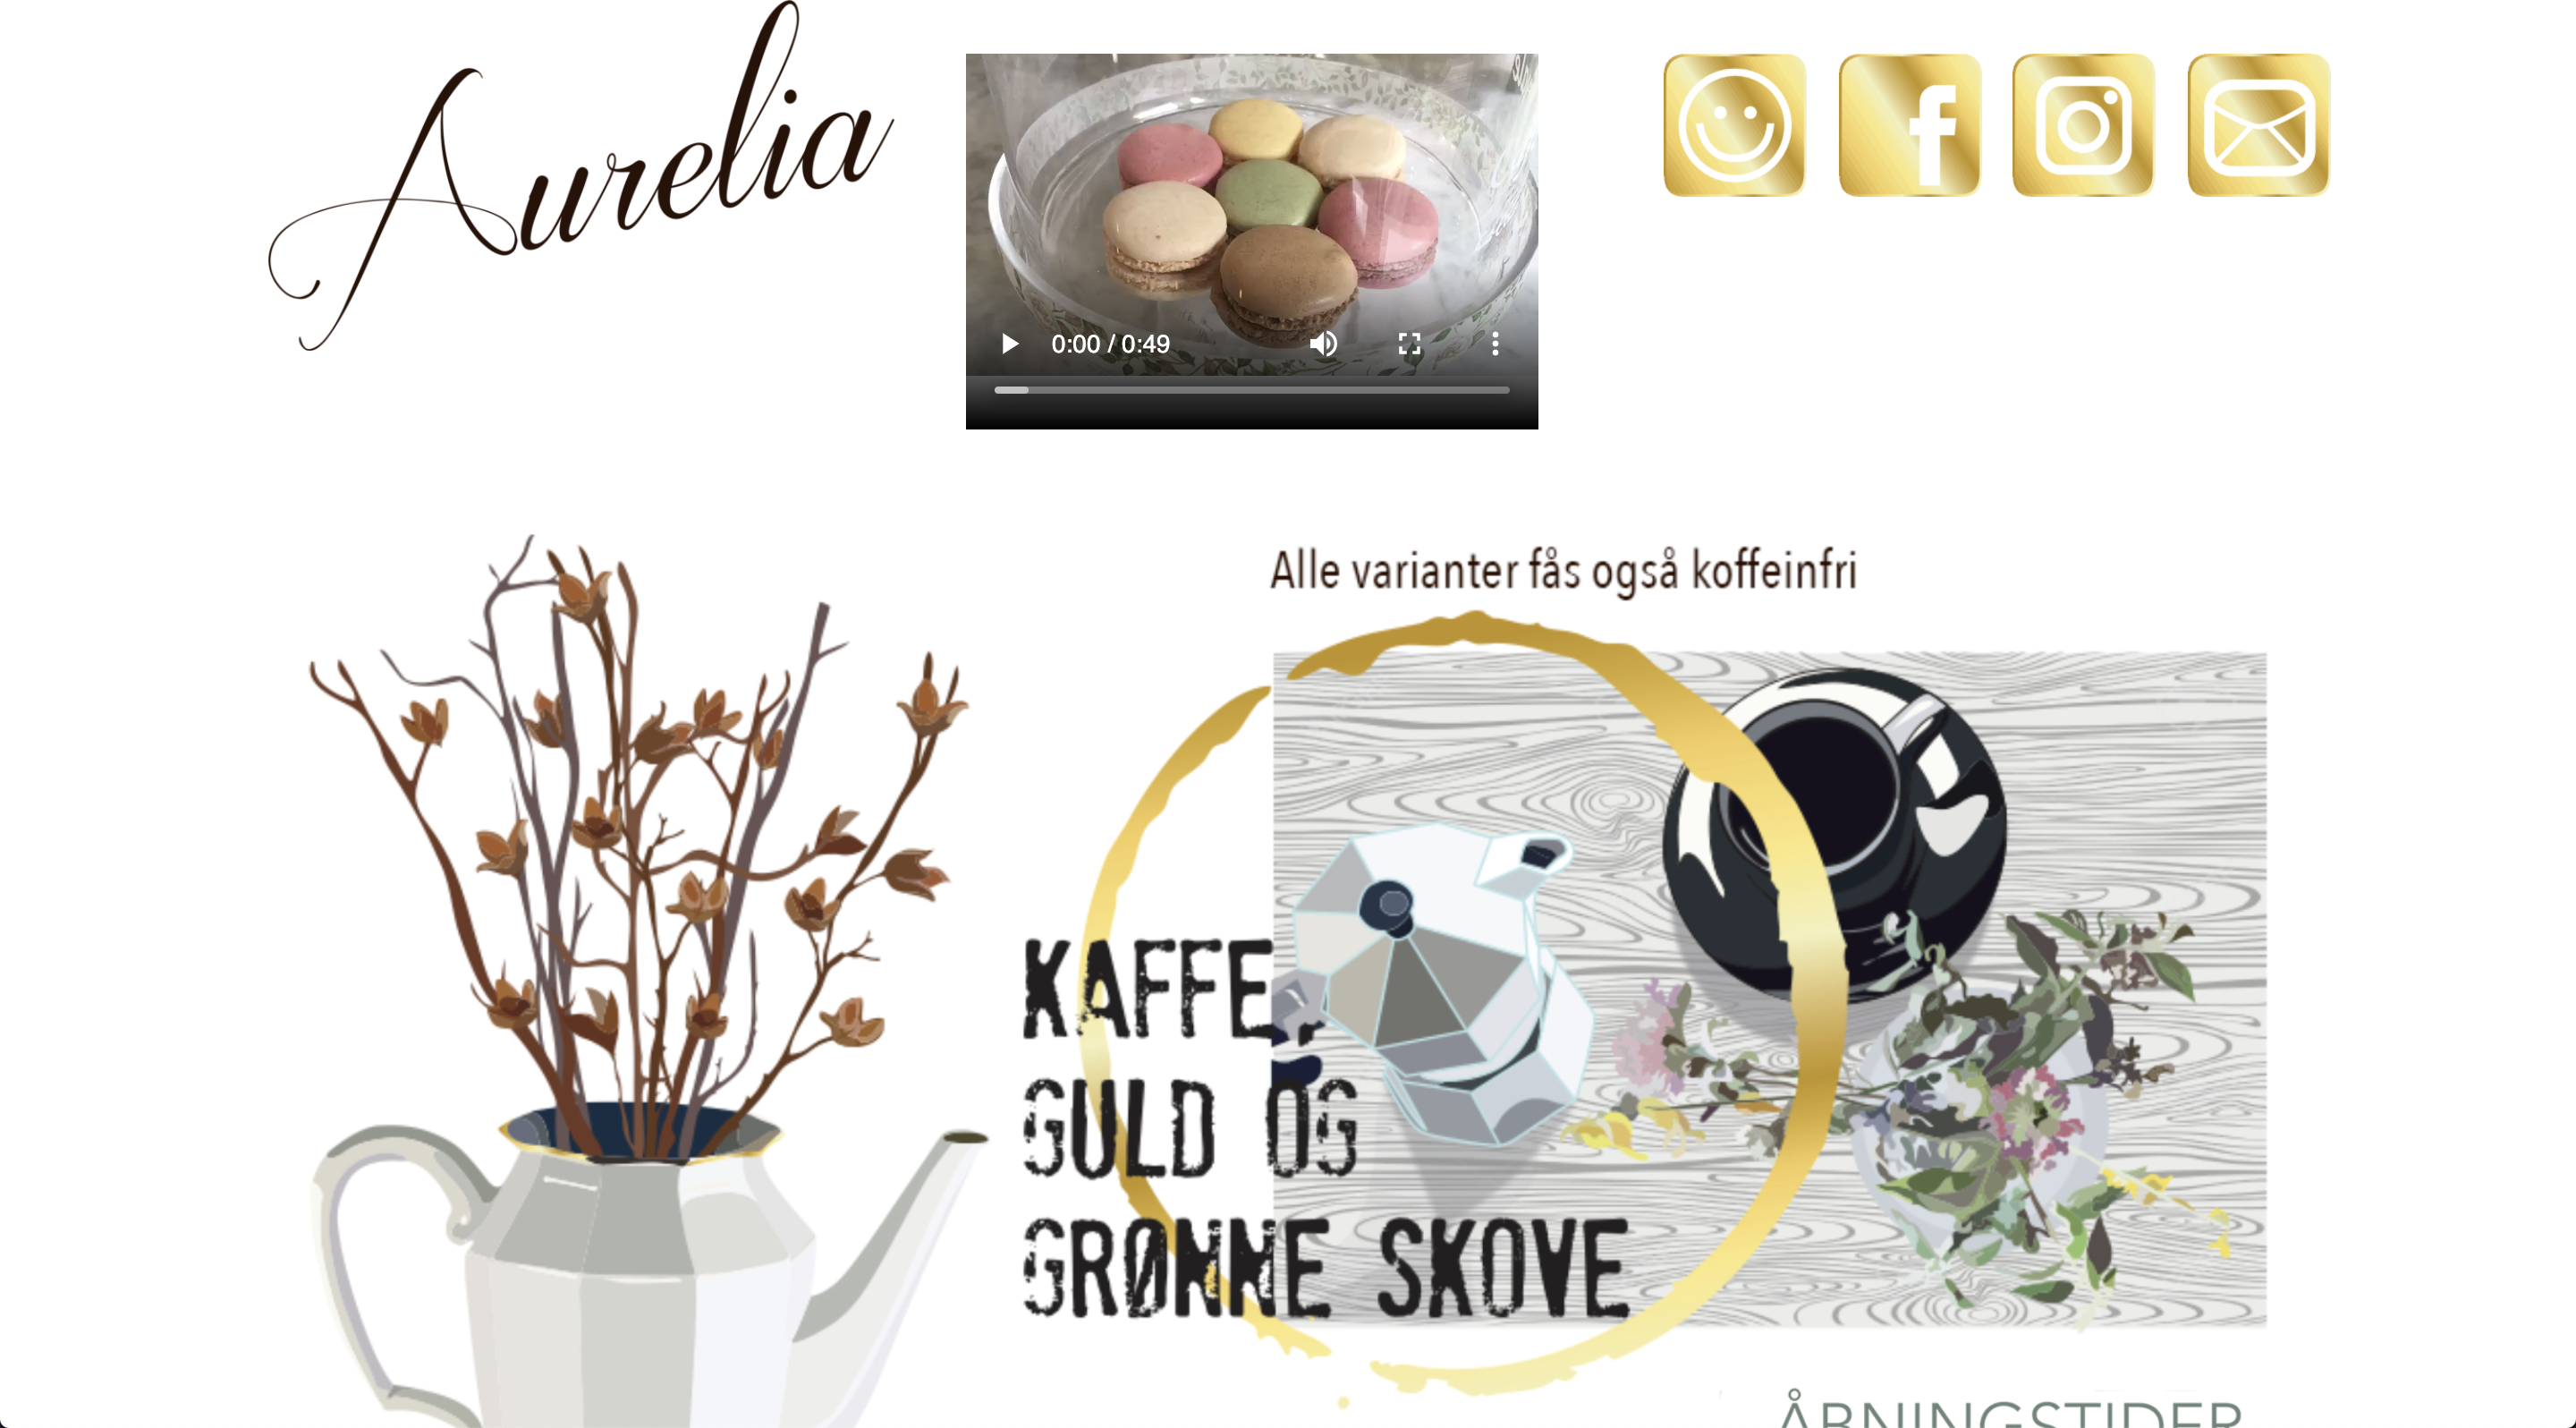 Aurelia
0:00 / 0:49
Alle varianter fås også koffeinfri
KAFFE,
GULD OG
GRØNNE SKOVE
ÅBNINGSTIDER